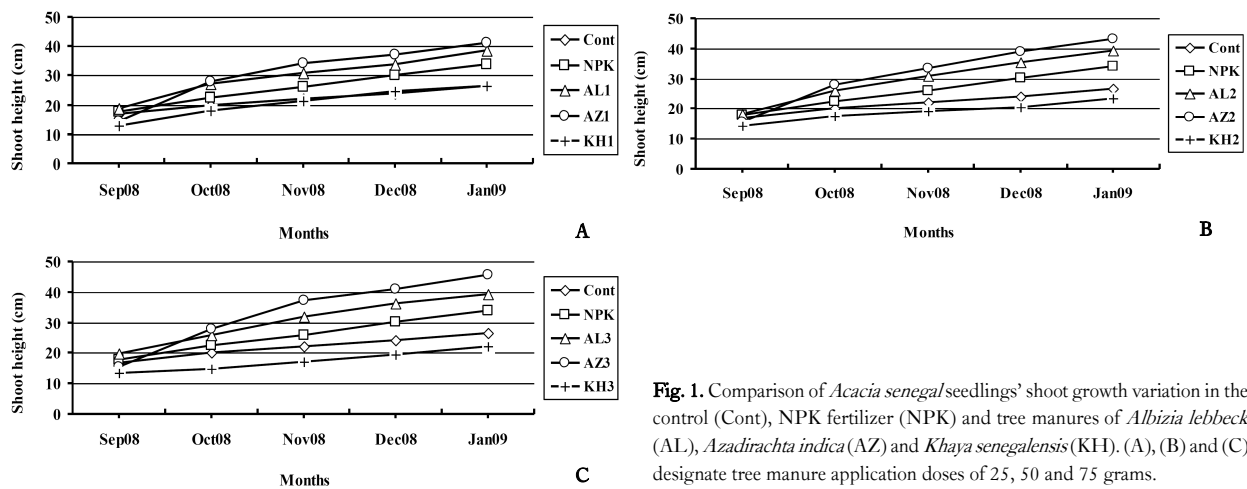 50
40
30
20
10
0
Shoot height (cm)
Sep08 Oct08 Nov08 Dec08 Jan09
Months
A
Cont
NPK
AL1
AZ1
KH1
50
40
30
20
10
0
Shoot height (cm)
Sep08 Oct08 Nov08 Dec08 Jan09
Months
B
Cont
NPK
AL2
AZ2
KH2
50
40
30
20
10
0
Shoot height (cm)
Sep08 Oct08 Nov08 Dec08 Jan09
Months
C
Cont
NPK
AL3
AZ3
KH3
Fig. 1. Comparison of Acacia senegal seedlings’ shoot growth variation in the
control (Cont), NPK fertilizer (NPK) and tree manures of Albizia lebbeck
(AL), Azadirachta indica (AZ) and Khaya senegalensis (KH). (A), (B) and (C)
designate tree manure application doses of 25, 50 and 75 grams.